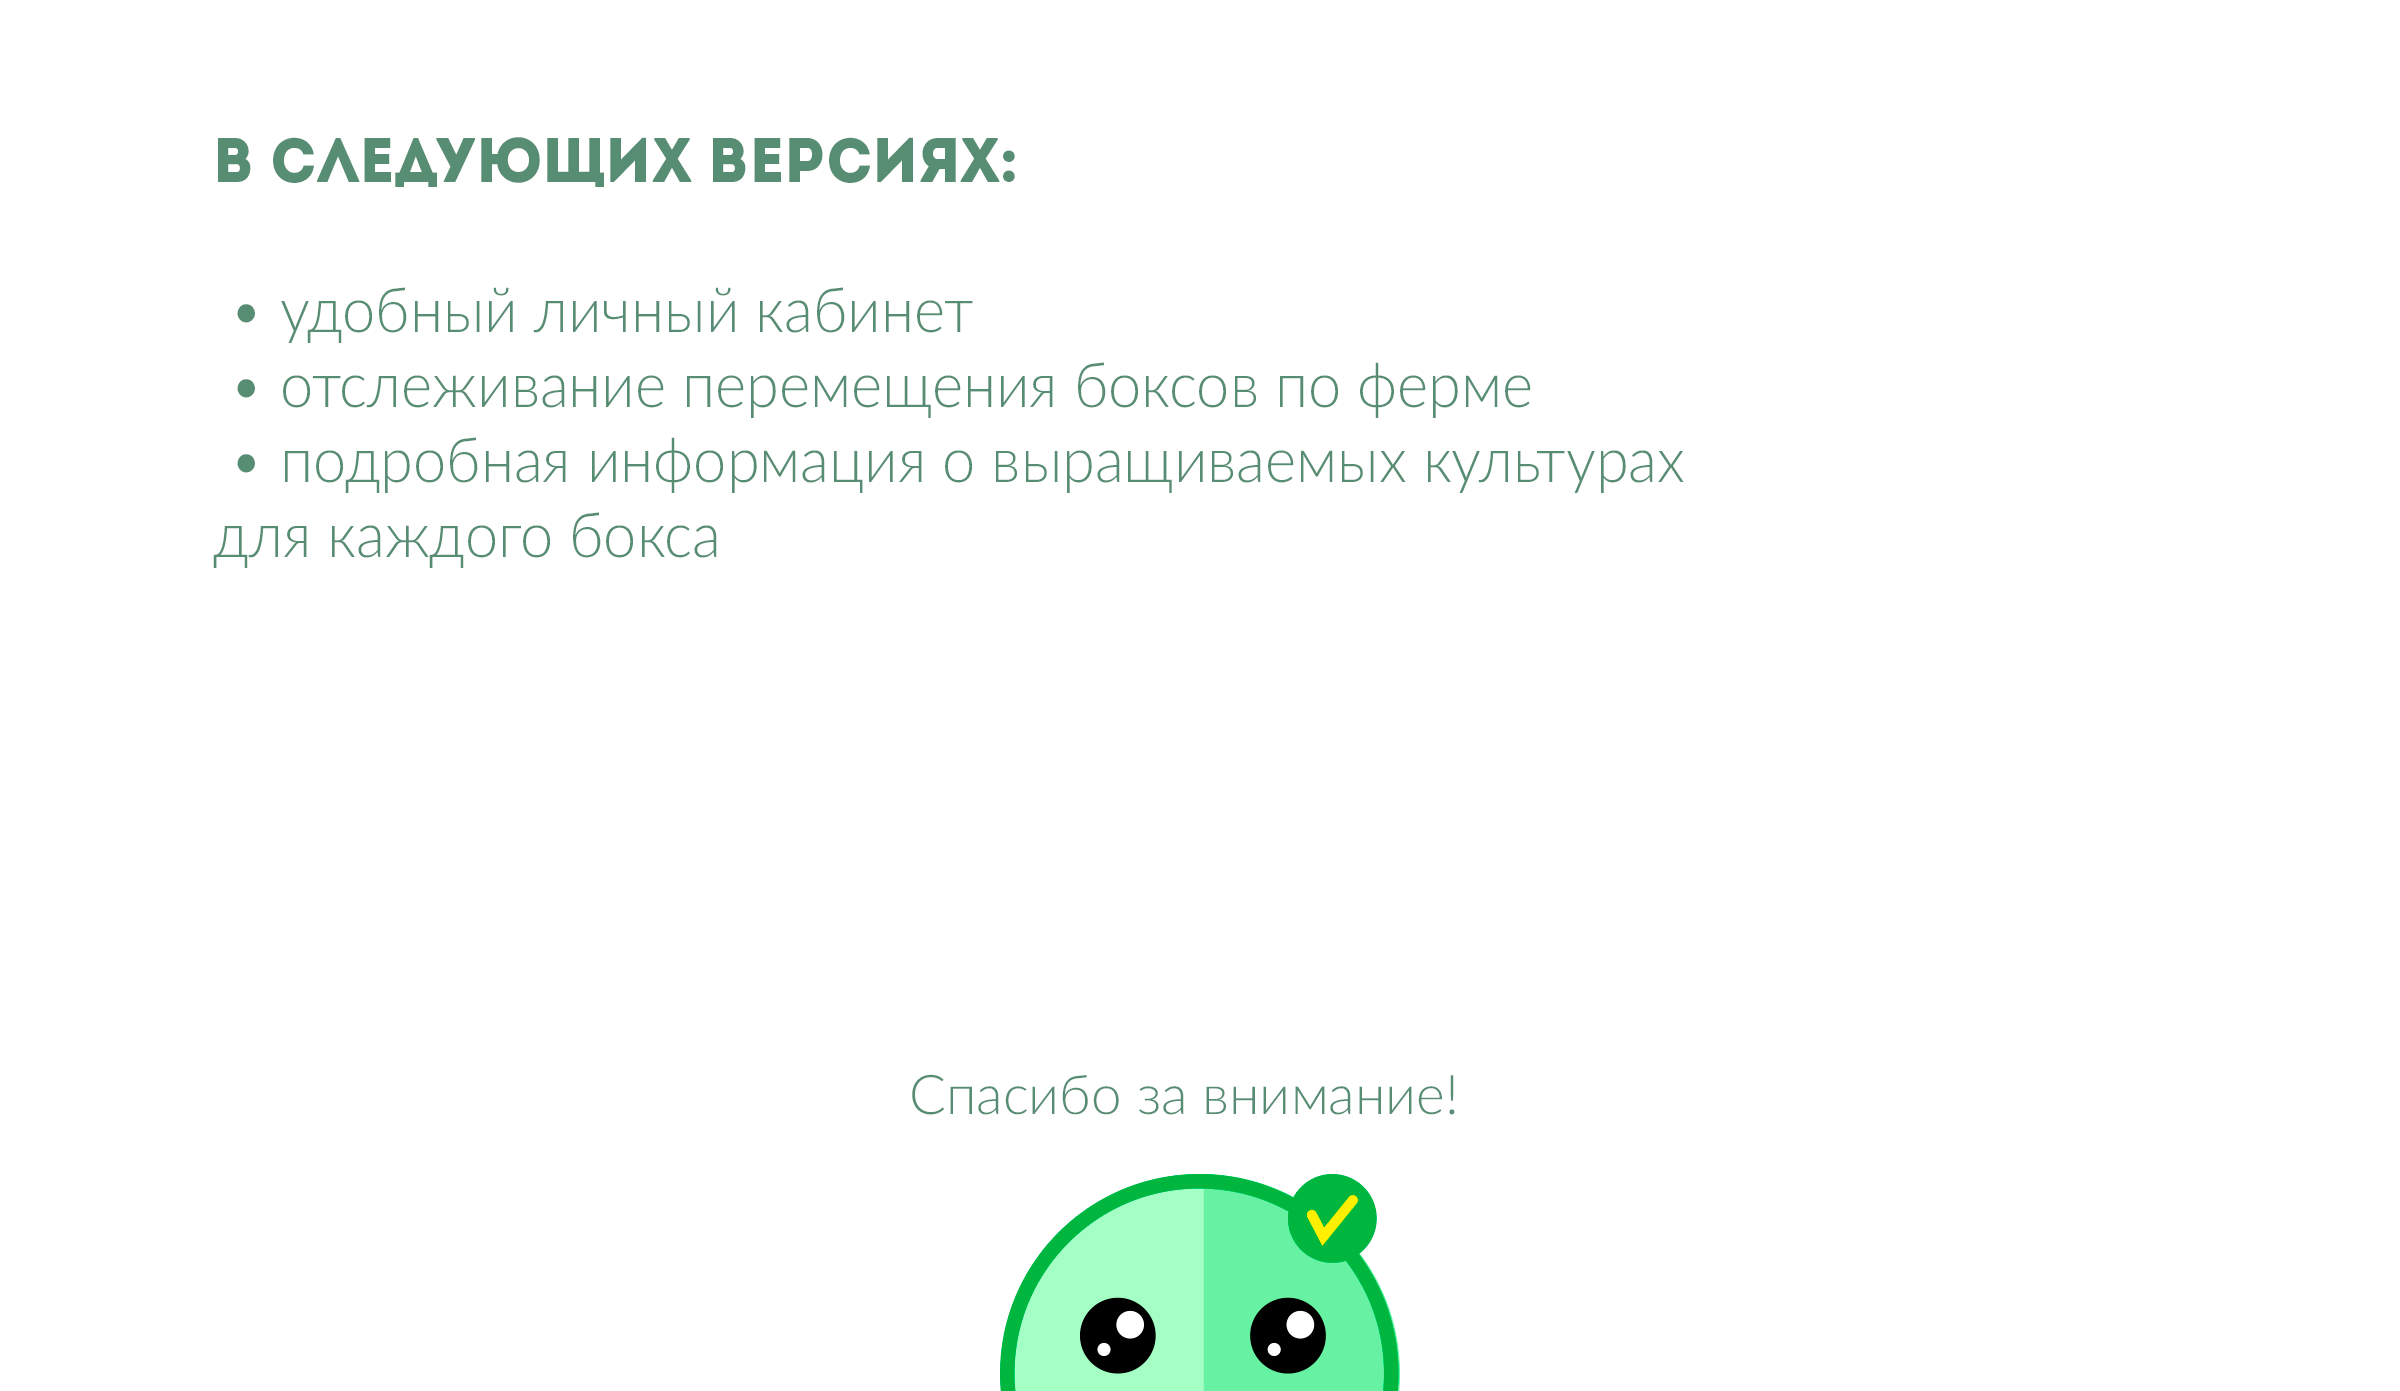 В СЛЕДУЮЩИХ ВЕРСИЯХ:
• удобный личный кабинет
• отслеживание перемещения боксов по ферме
• подробная информация о выращиваемых культурах
для каждого бокса
Спасибо за внимание!